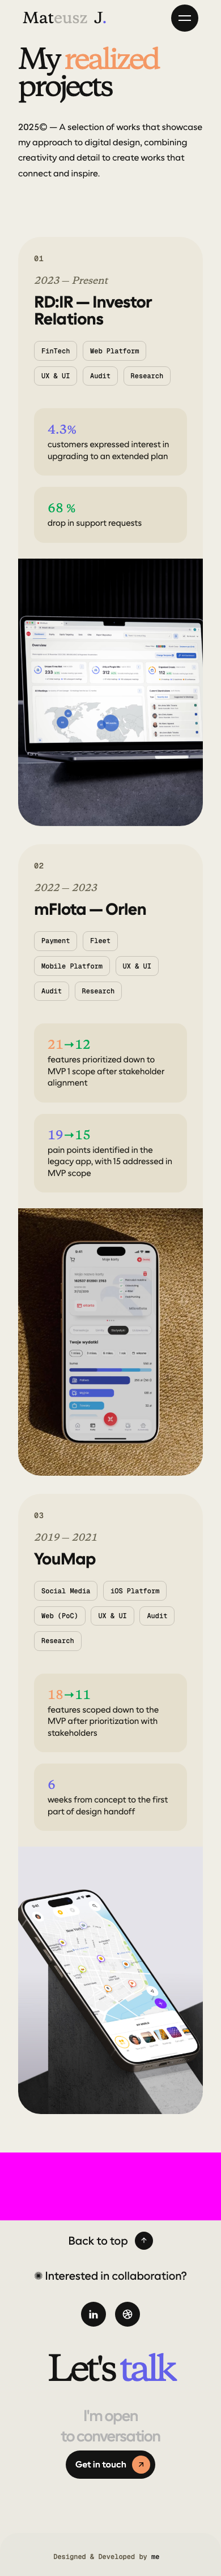 Mateusz J.
My realized
projects
2025© — A selection of works that showcase
my approach to digital design, combining
creativity and detail to create works that
connect and inspire.
01
2023 — Present
RD:IR — Investor
Relations
FinTech
Web Platform
UX & UI
Audit
Research
4.3%
customers expressed interest in
upgrading to an extended plan
68 %
drop in support requests
Overview
233
312
02
2022 — 2023
mFlota — Orlen
Payment
Fleet
Mobile Platform
UX & UI
Audit
Research
21→12
features prioritized down to
MVP 1 scope after stakeholder
alignment
19→15
pain points identified in the
legacy app, with 15 addressed in
MVP scope
03
2019 — 2021
YouMap
Social Media
iOS Platform
Web (PoC)
UX & UI
Audit
Research
18→11
features scoped down to the
MVP after prioritization with
stakeholders
6
weeks from concept to the first
part of design handoff
Back to top
Interested in collaboration?
in
Let's talk
I'm open
to conversation
Get in touch
Designed & Developed by me